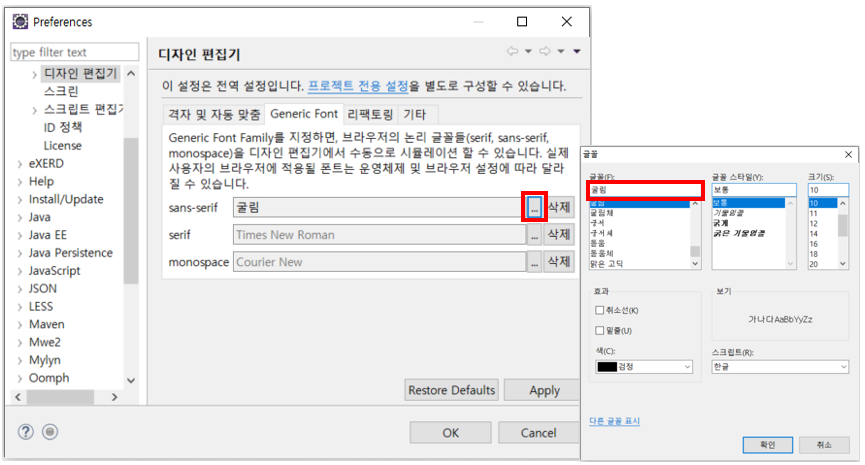 Preferences
type filter text
디자인 편집기
스크린
스크립트 편집기
ID 정책
License
eXERD
Help
Install/Update
Java
Java EE
Java Persistence
JavaScript
JSON
LESS
Maven
Mwe2
Mylyn
Oomph
디자인 편집기
이 설정은 전역 설정입니다. 프로젝트 전용 설정을 별도로 구성할 수 있습니다.
격자 및 자동 맞춤 Generic Font 리팩토링 기타
Generic Font Family를 지정하면, 브라우저의 논리 글꼴들(serif, sans-serif,
monospace)을 디자인 편집기에서 수동으로 시뮬레이션 할 수 있습니다. 실제
사용자의 브라우저에 적용될 폰트는 운영체제 및 브라우저 설정에 따라 달라
질 수 있습니다.
sans-serif 굴림 ... 삭제
serif Times New Roman ... 삭제
monospace Courier New ... 삭제
Restore Defaults Apply
OK Cancel
글꼴
글꼴(F): 글꼴 스타일(Y): 크기(S):
굴림 보통 10
굴림 보통 10
굴림체 기울임꼴 11
궁서 굵게 12
궁서체 굵은 기울임꼴 14
돋움 16
돋움체 18
맑은 고딕 20
효과 보기
취소선(K)
밑줄(U)
가나다AaBbYyZz
색(C): 스크립트(R):
검정 한글
다른 글꼴 표시
확인 취소